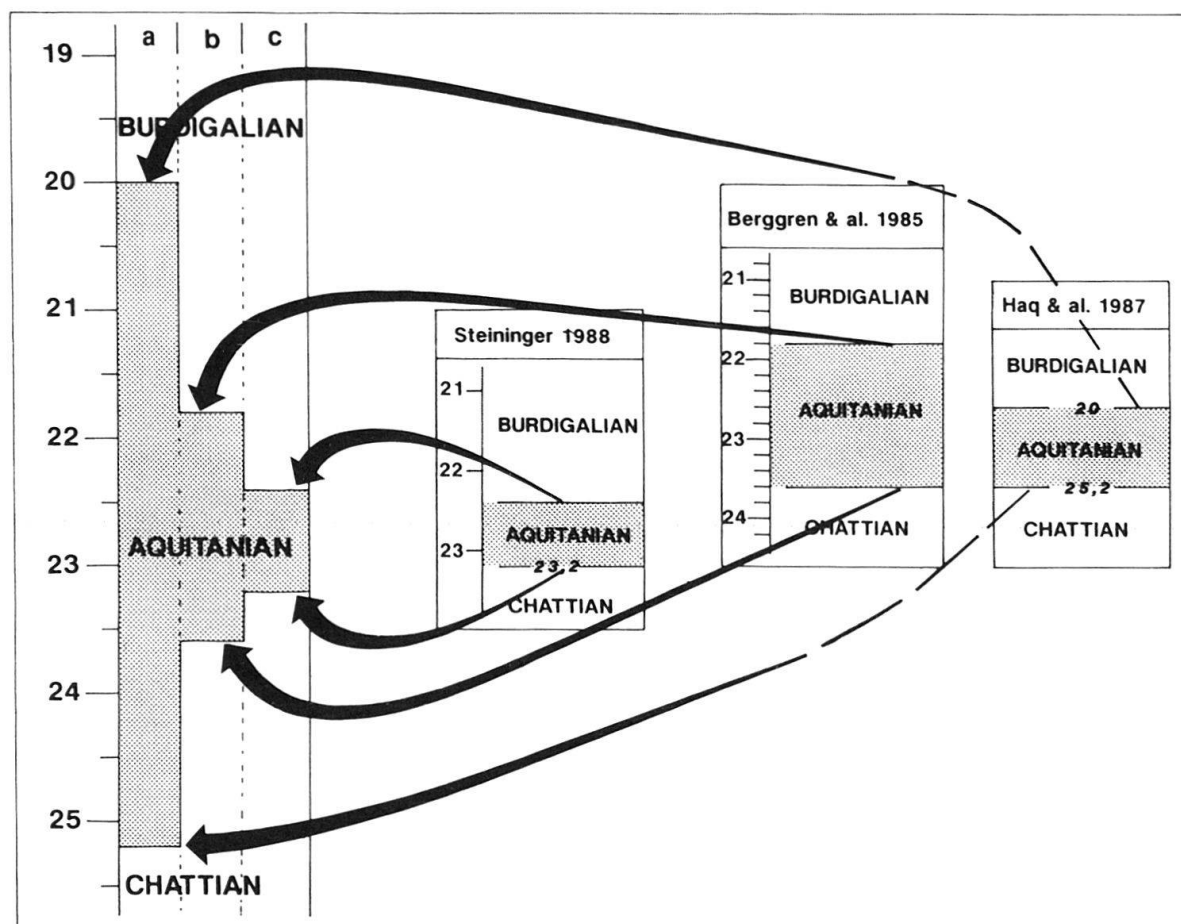 a b c
19
BURDIGALIAN
20
21
22
AQUITANIAN
23
24
25
CHATTIAN
Steininger 1988
21
BURDIGALIAN
22
AQUITANIAN
23
23,2
CHATTIAN
Berggren & al. 1985
21
BURDIGALIAN
22
AQUITANIAN
23
24
CHATTIAN
Haq & al. 1987
BURDIGALIAN
20
AQUITANIAN
25,2
CHATTIAN